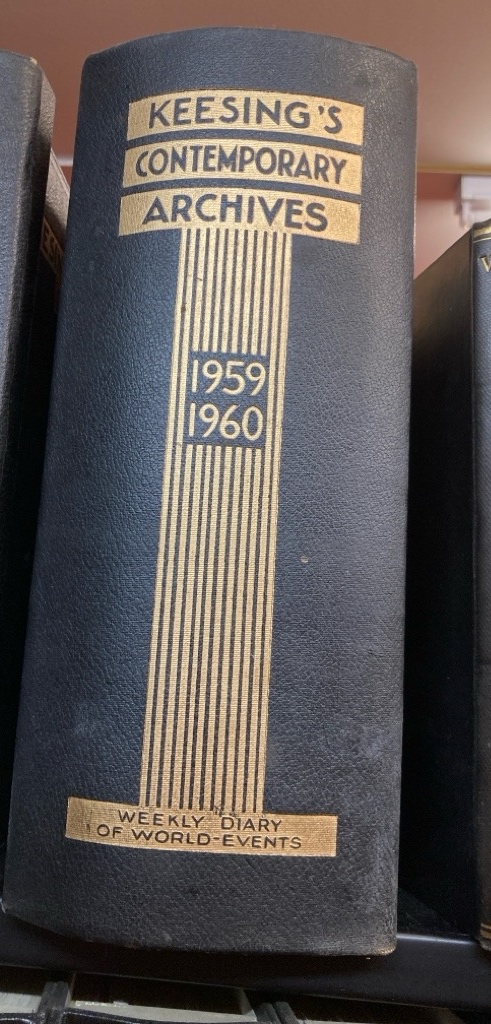 KEESING'S
CONTEMPORARY
ARCHIVES
1959
1960
WEEKLY DIARY
OF WORLD-EVENTS